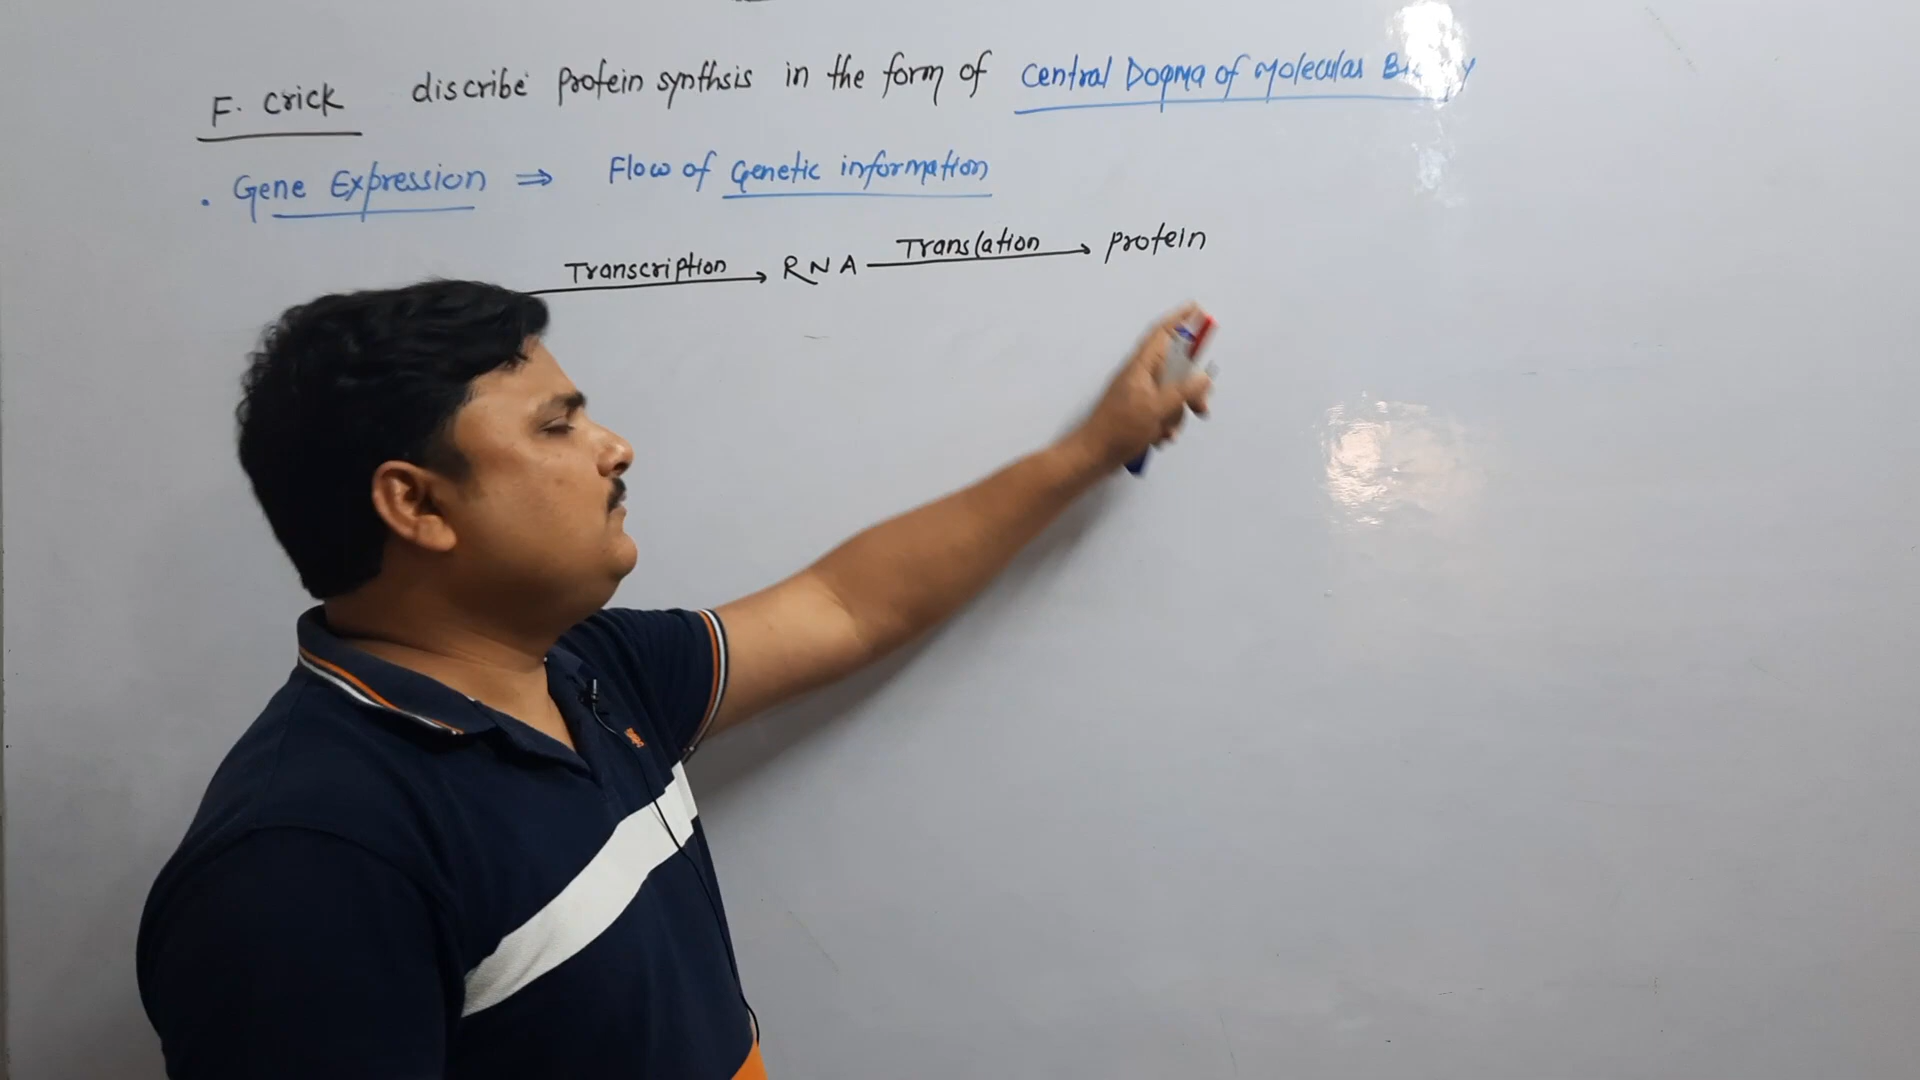 F. Crick discribe protein synthsis in the form of Central Dogma of Molecular Biology
. Gene Expression ⇒ Flow of Genetic information
Transcription → RNA Translation → protein